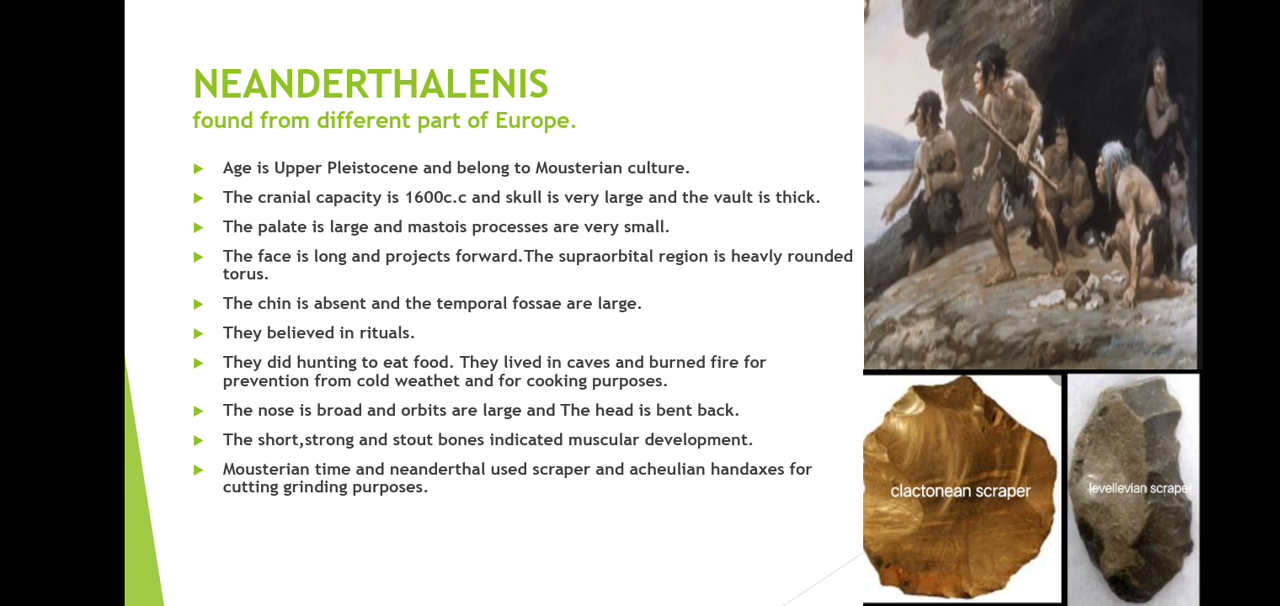 NEANDERTHALENIS
found from different part of Europe.
Age is Upper Pleistocene and belong to Mousterian culture.
The cranial capacity is 1600c.c and skull is very large and the vault is thick.
The palate is large and mastois processes are very small.
The face is long and projects forward.The supraorbital region is heavly rounded
torus.
The chin is absent and the temporal fossae are large.
They believed in rituals.
They did hunting to eat food. They lived in caves and burned fire for
prevention from cold weathet and for cooking purposes.
The nose is broad and orbits are large and The head is bent back.
The short,strong and stout bones indicated muscular development.
Mousterian time and neanderthal used scraper and acheulian handaxes for
cutting grinding purposes.
clactonean scraper
levellevian scraper